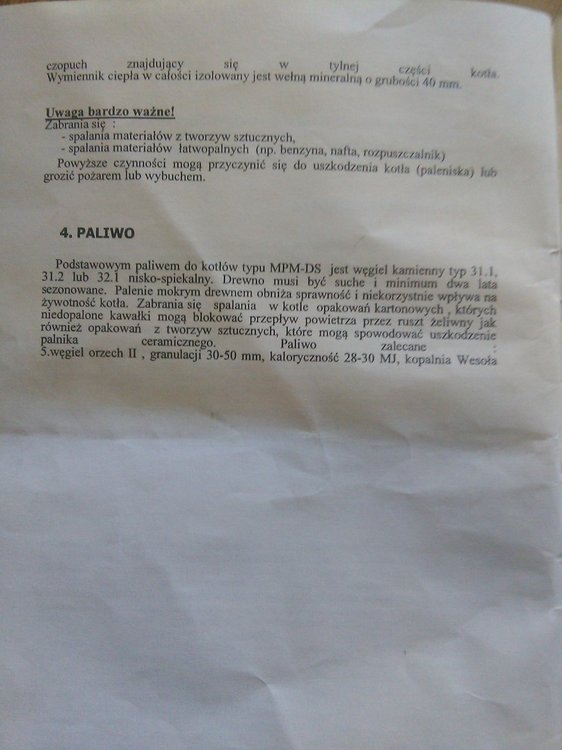 czopuch znajdujący się w tylnej części kotła.
Wymiennik ciepła w całości izolowany jest wełną mineralną o grubości 40 mm.
Uwaga bardzo ważne!
Zabrania się :
- spalania materiałów z tworzyw sztucznych,
- spalania materiałów łatwopalnych (np. benzyna, nafta, rozpuszczalnik)
Powyższe czynności mogą przyczynić się do uszkodzenia kotła (paleniska) lub
grozić pożarem lub wybuchem.
4. PALIWO
Podstawowym paliwem do kotłów typu MPM-DS jest węgiel kamienny typ 31.1,
31.2 lub 32.1 nisko-spiekalny. Drewno musi być suche i minimum dwa lata
sezonowane. Palenie mokrym drewnem obniża sprawność i niekorzystnie wpływa na
żywotność kotła. Zabrania się spalania w kotle opakowań kartonowych , których
niedopalone kawałki mogą blokować przepływ powietrza przez ruszt żeliwny jak
również opakowań z tworzyw sztucznych, które mogą spowodować uszkodzenie
palnika ceramicznego. Paliwo zalecane :
5.węgiel orzech II , granulacji 30-50 mm, kaloryczność 28-30 MJ, kopalnia Wesoła